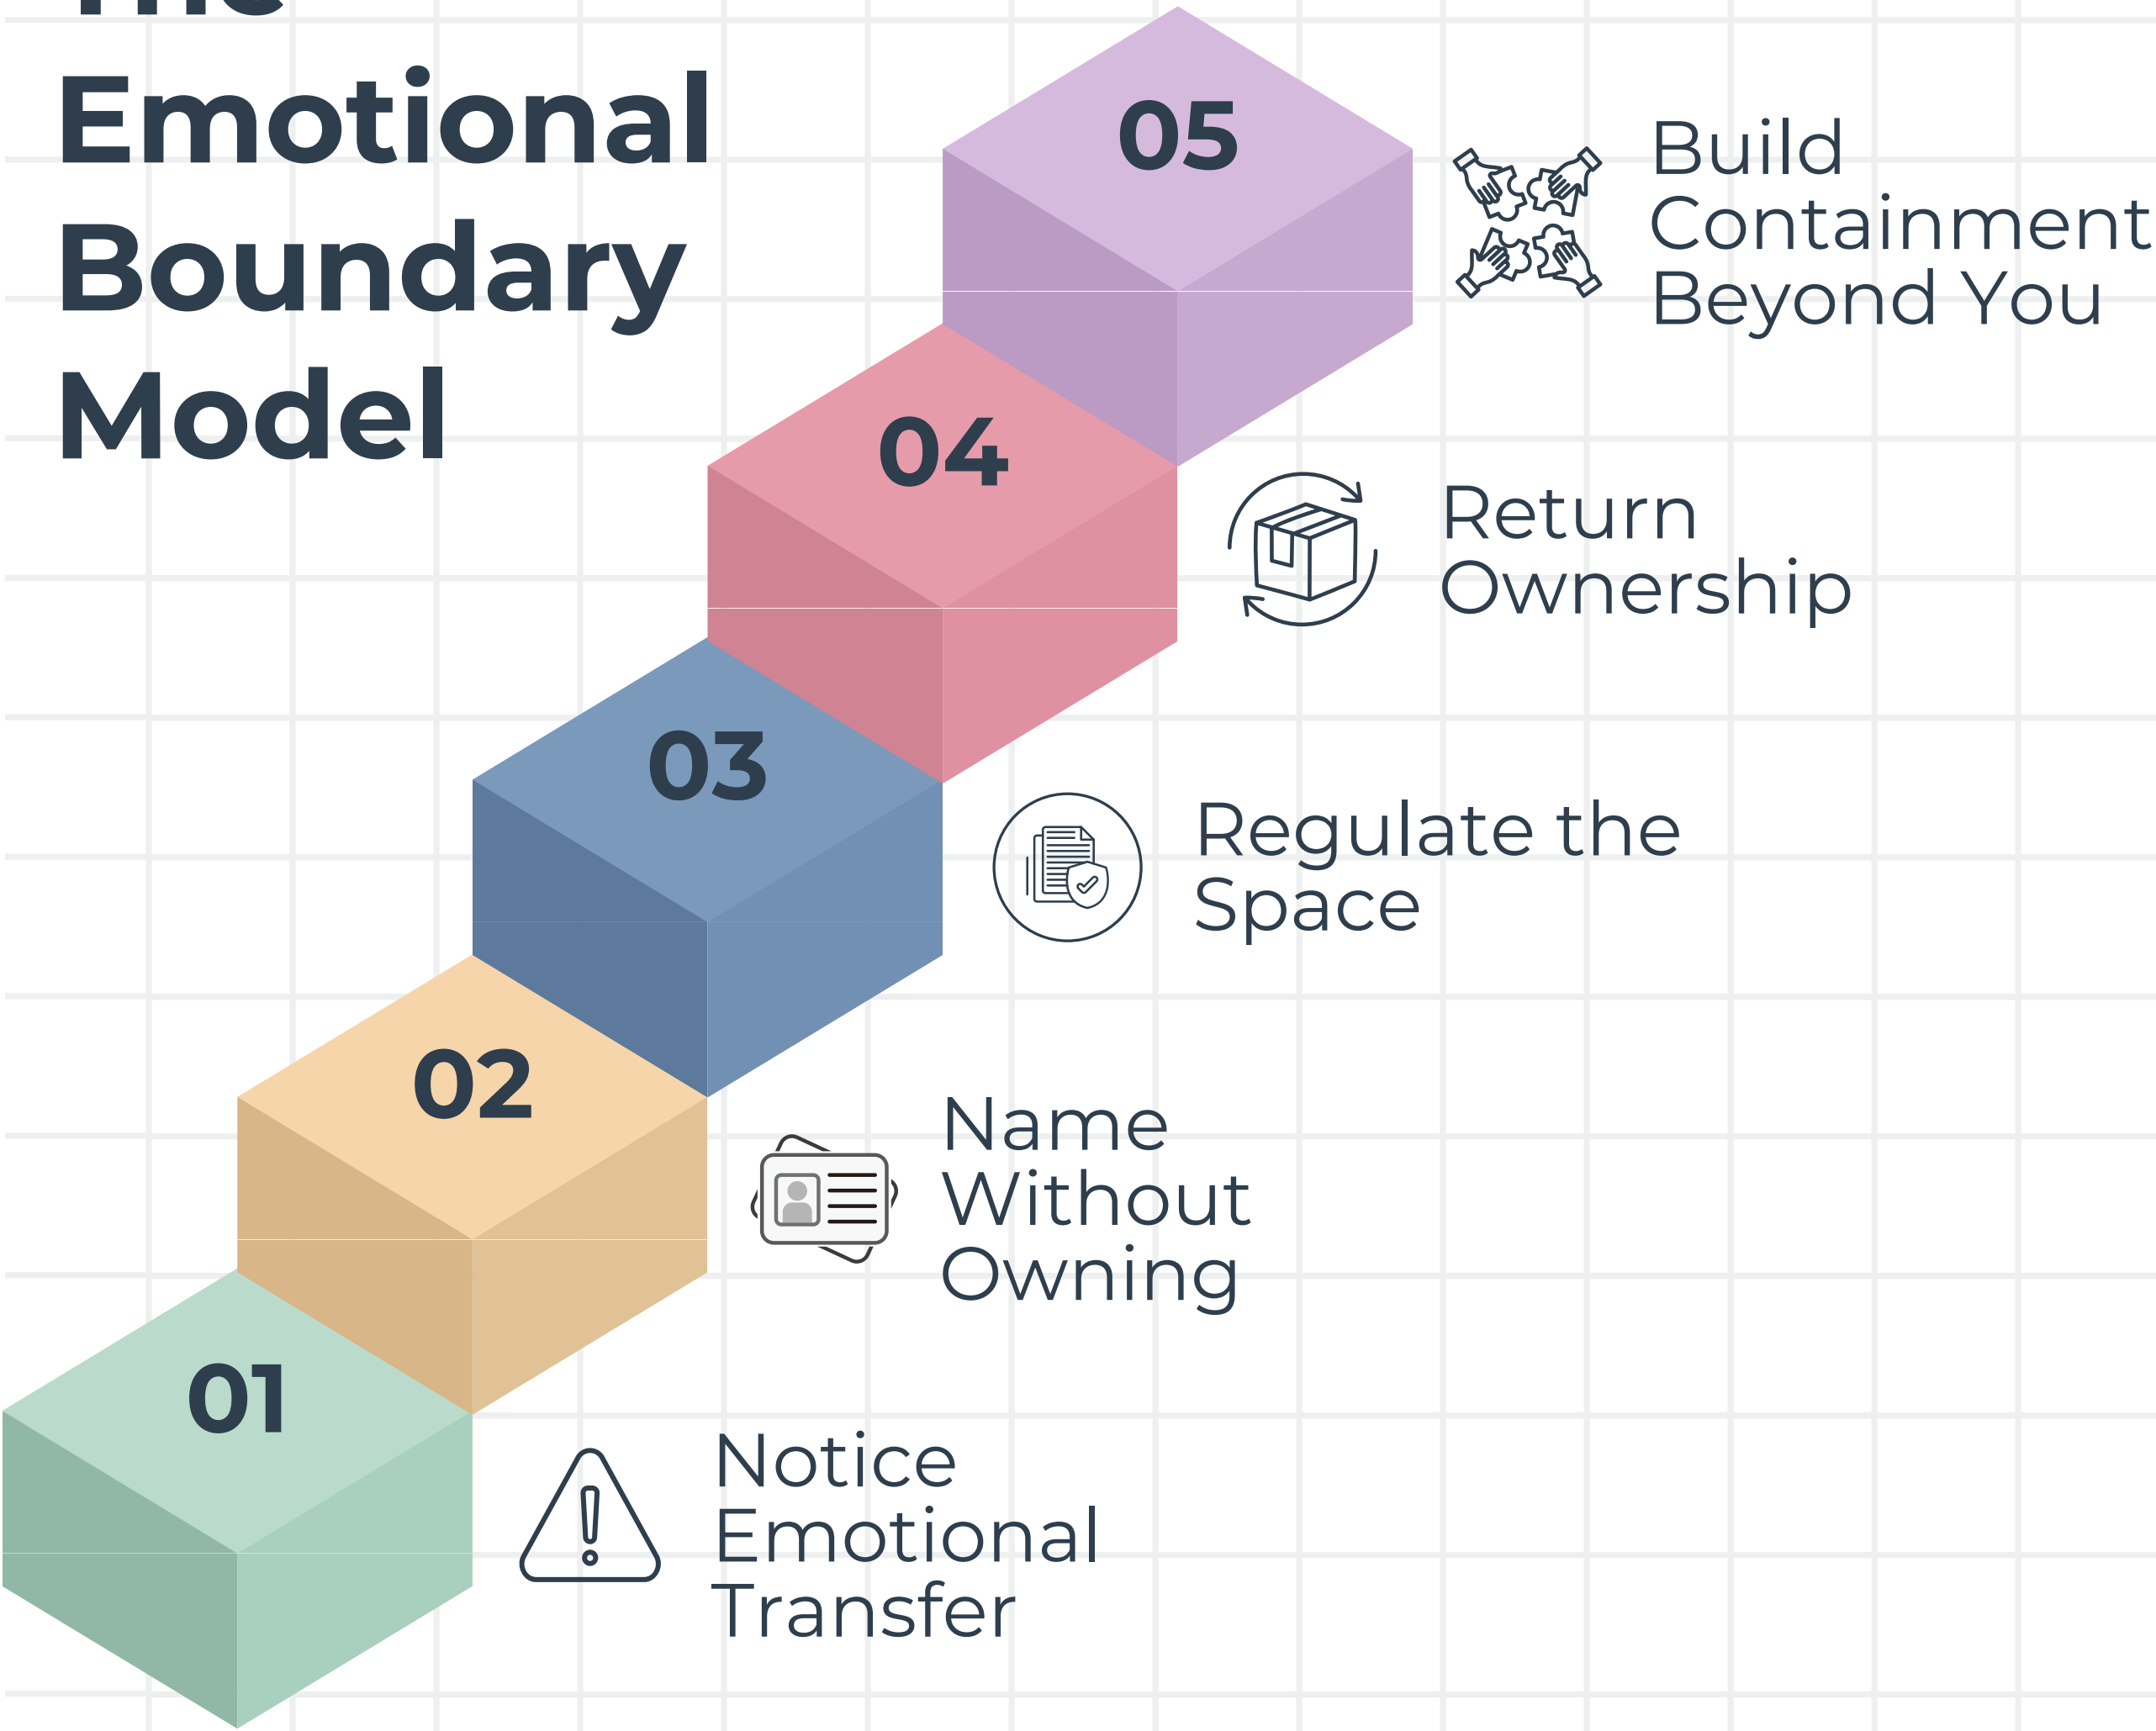 Emotional
Boundary
Model
05
Build
Containment
Beyond You
04
Return
Ownership
03
Regulate the
Space
02
Name
Without
Owning
01
Notice
Emotional
Transfer